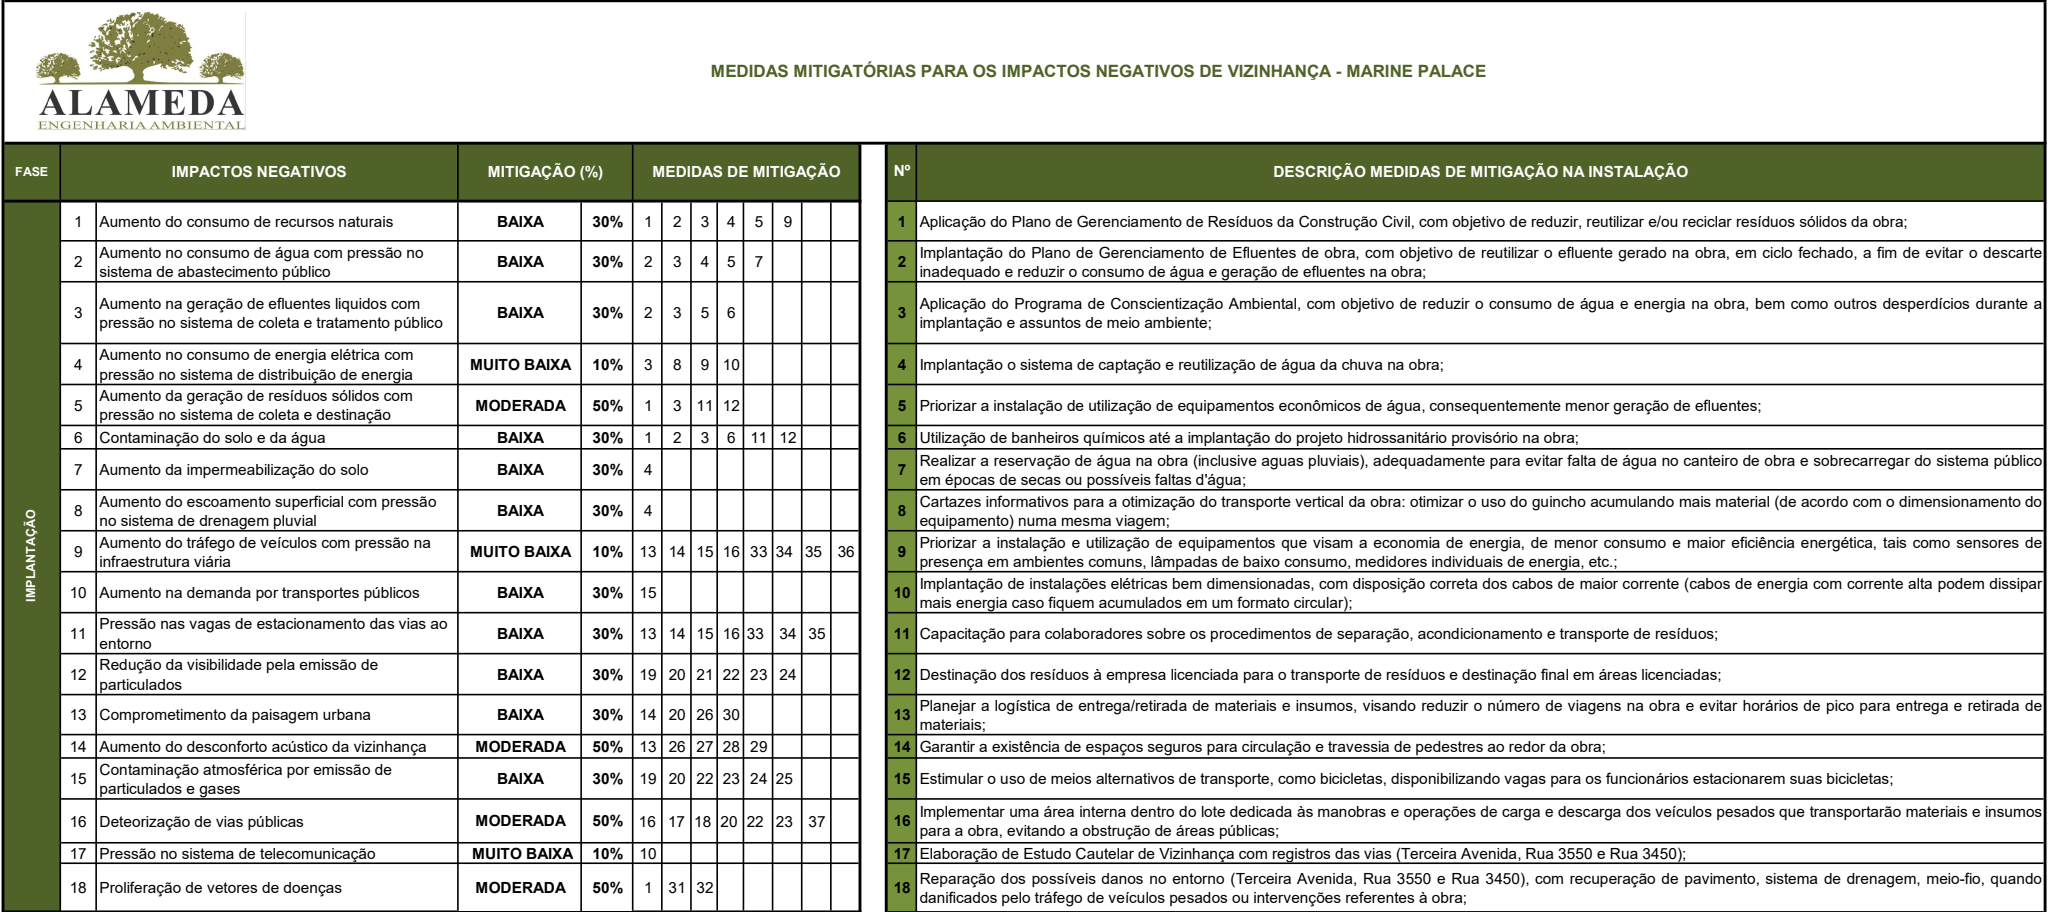 ALAMEDA
ENGENHARIA AMBIENTAL
MEDIDAS MITIGATÓRIAS PARA OS IMPACTOS NEGATIVOS DE VIZINHANÇA - MARINE PALACE
FASE IMPACTOS NEGATIVOS MITIGAÇÃO (%) MEDIDAS DE MITIGAÇÃO
IMPLANTAÇÃO
1 Aumento do consumo de recursos naturais BAIXA 30% 1 2 3 4 5 9
2 Aumento no consumo de água com pressão no
sistema de abastecimento público BAIXA 30% 2 3 4 5 7
3 Aumento na geração de efluentes liquidos com
pressão no sistema de coleta e tratamento público BAIXA 30% 2 3 5 6
4 Aumento no consumo de energia elétrica com
pressão no sistema de distribuição de energia MUITO BAIXA 10% 3 8 9 10
5 Aumento da geração de resíduos sólidos com
pressão no sistema de coleta e destinação MODERADA 50% 1 3 11 12
6 Contaminação do solo e da água BAIXA 30% 1 2 3 6 11 12
7 Aumento da impermeabilização do solo BAIXA 30% 4
8 Aumento do escoamento superficial com pressão
no sistema de drenagem pluvial BAIXA 30% 4
9 Aumento do tráfego de veículos com pressão na
infraestrutura viária MUITO BAIXA 10% 13 14 15 16 33 34 35 36
10 Aumento na demanda por transportes públicos BAIXA 30% 15
11 Pressão nas vagas de estacionamento das vias ao
entorno BAIXA 30% 13 14 15 16 33 34 35
12 Redução da visibilidade pela emissão de
particulados BAIXA 30% 19 20 21 22 23 24
13 Comprometimento da paisagem urbana BAIXA 30% 14 20 26 30
14 Aumento do desconforto acústico da vizinhança MODERADA 50% 13 26 27 28 29
15 Contaminação atmosférica por emissão de
particulados e gases BAIXA 30% 19 20 22 23 24 25
16 Deteorização de vias públicas MODERADA 50% 16 17 18 20 22 23 37
17 Pressão no sistema de telecomunicação MUITO BAIXA 10% 10
18 Proliferação de vetores de doenças MODERADA 50% 1 31 32
Nº DESCRIÇÃO MEDIDAS DE MITIGAÇÃO NA INSTALAÇÃO
1 Aplicação do Plano de Gerenciamento de Resíduos da Construção Civil, com objetivo de reduzir, reutilizar e/ou reciclar resíduos sólidos da obra;
2 Implantação do Plano de Gerenciamento de Efluentes de obra, com objetivo de reutilizar o efluente gerado na obra, em ciclo fechado, a fim de evitar o descarte
inadequado e reduzir o consumo de água e geração de efluentes na obra;
3 Aplicação do Programa de Conscientização Ambiental, com objetivo de reduzir o consumo de água e energia na obra, bem como outros desperdícios durante a
implantação e assuntos de meio ambiente;
4 Implantação o sistema de captação e reutilização de água da chuva na obra;
5 Priorizar a instalação de utilização de equipamentos econômicos de água, consequentemente menor geração de efluentes;
6 Utilização de banheiros químicos até a implantação do projeto hidrossanitário provisório na obra;
7 Realizar a reservação de água na obra (inclusive aguas pluviais), adequadamente para evitar falta de água no canteiro de obra e sobrecarregar do sistema público
em épocas de secas ou possíveis faltas d'água;
8 Cartazes informativos para a otimização do transporte vertical da obra: otimizar o uso do guincho acumulando mais material (de acordo com o dimensionamento do
equipamento) numa mesma viagem;
9 Priorizar a instalação e utilização de equipamentos que visam a economia de energia, de menor consumo e maior eficiência energética, tais como sensores de
presença em ambientes comuns, lâmpadas de baixo consumo, medidores individuais de energia, etc.;
10 Implantação de instalações elétricas bem dimensionadas, com disposição correta dos cabos de maior corrente (cabos de energia com corrente alta podem dissipar
mais energia caso fiquem acumulados em um formato circular);
11 Capacitação para colaboradores sobre os procedimentos de separação, acondicionamento e transporte de resíduos;
12 Destinação dos resíduos à empresa licenciada para o transporte de resíduos e destinação final em áreas licenciadas;
13 Planejar a logística de entrega/retirada de materiais e insumos, visando reduzir o número de viagens na obra e evitar horários de pico para entrega e retirada de
materiais;
14 Garantir a existência de espaços seguros para circulação e travessia de pedestres ao redor da obra;
15 Estimular o uso de meios alternativos de transporte, como bicicletas, disponibilizando vagas para os funcionários estacionarem suas bicicletas;
16 Implementar uma área interna dentro do lote dedicada às manobras e operações de carga e descarga dos veículos pesados que transportarão materiais e insumos
para a obra, evitando a obstrução de áreas públicas;
17 Elaboração de Estudo Cautelar de Vizinhança com registros das vias (Terceira Avenida, Rua 3550 e Rua 3450);
18 Reparação dos possíveis danos no entorno (Terceira Avenida, Rua 3550 e Rua 3450), com recuperação de pavimento, sistema de drenagem, meio-fio, quando
danificados pelo tráfego de veículos pesados ou intervenções referentes à obra;